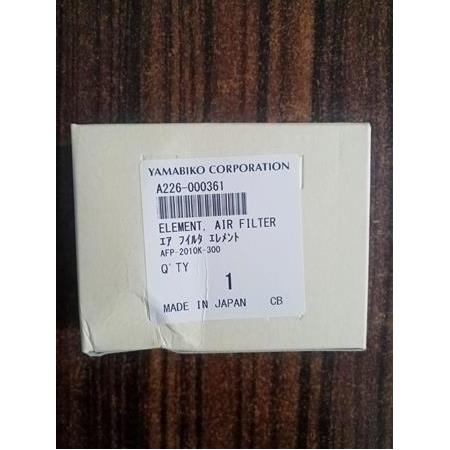 YAMABIKO CORPORATION
A226-000361
ELEMENT, AIR FILTER
エア フィルタ エレメント
AFP-2010K-300
Q'TY
1
MADE IN JAPAN CB